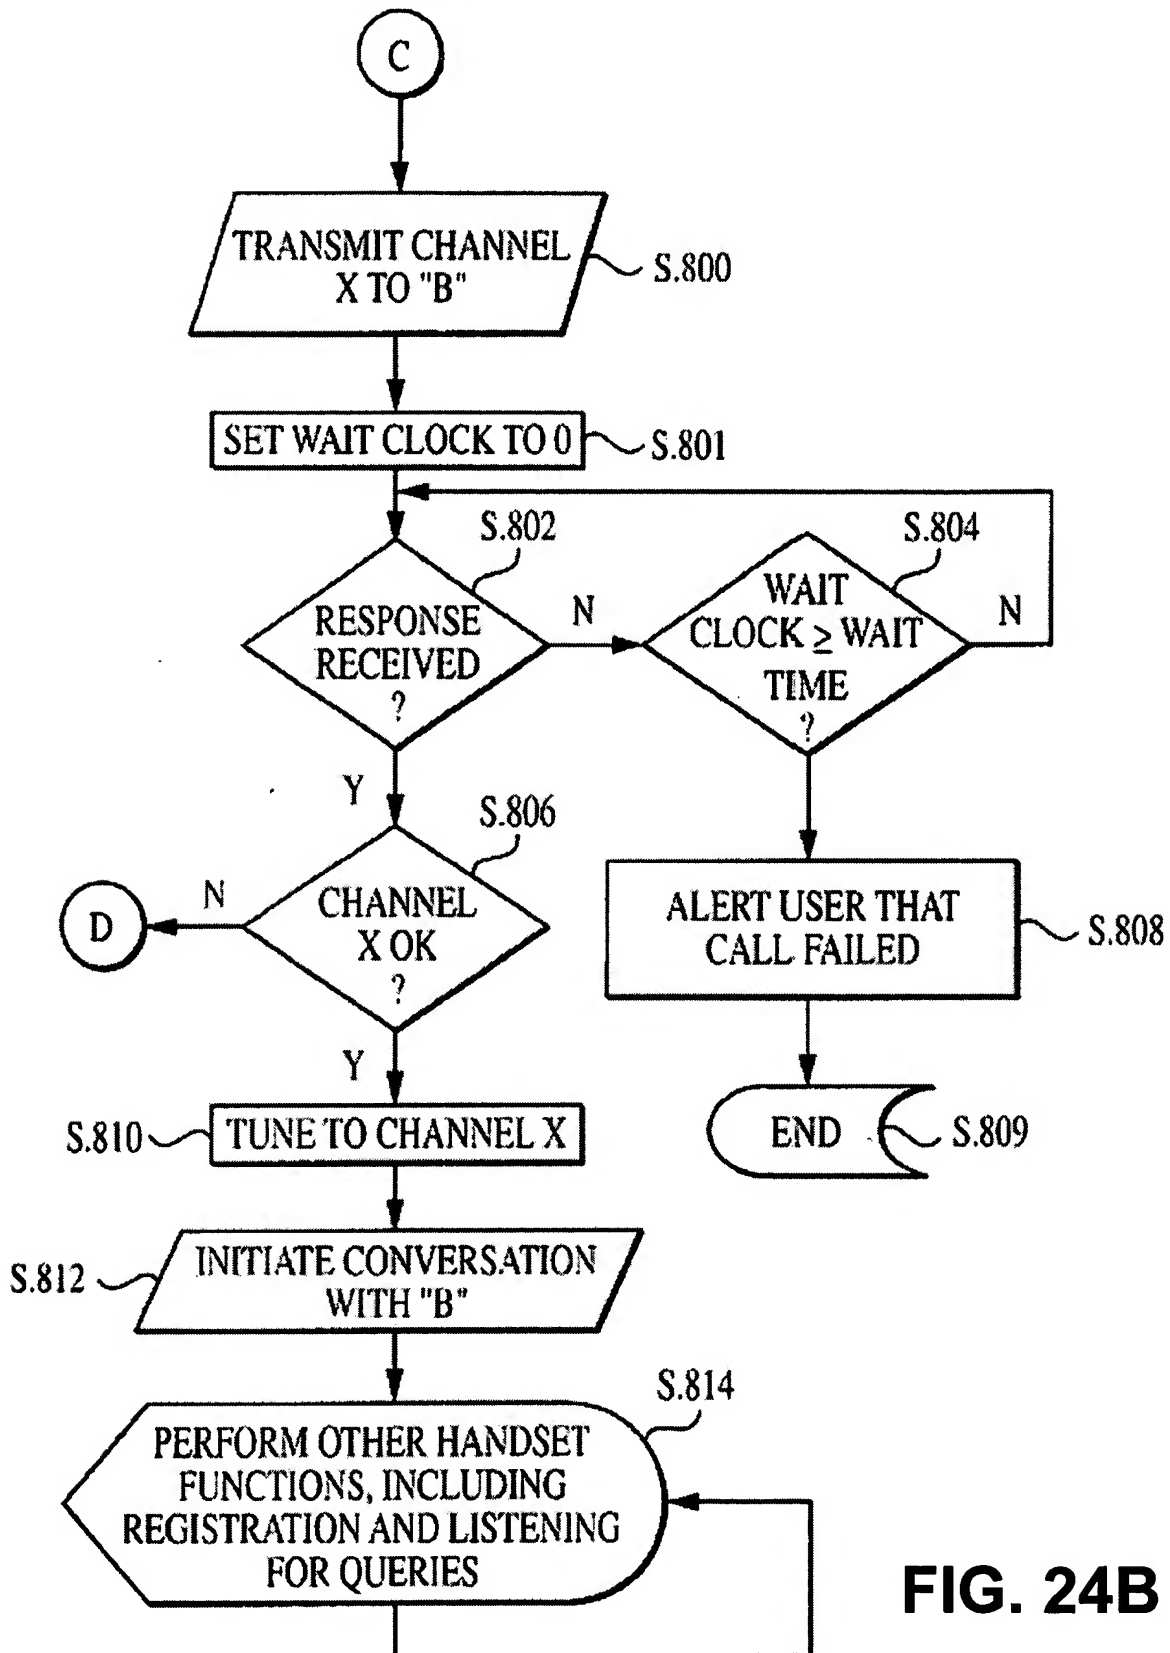 C
TRANSMIT CHANNEL
X TO "B"
S.800
SET WAIT CLOCK TO 0
S.801
S.802
RESPONSE
RECEIVED
?
N
S.804
WAIT
CLOCK ≥ WAIT
TIME
?
N
Y
S.806
CHANNEL
X OK
?
N
D
ALERT USER THAT
CALL FAILED
S.808
Y
S.810
TUNE TO CHANNEL X
END
S.809
S.812
INITIATE CONVERSATION
WITH "B"
S.814
PERFORM OTHER HANDSET
FUNCTIONS, INCLUDING
REGISTRATION AND LISTENING
FOR QUERIES
FIG. 24B